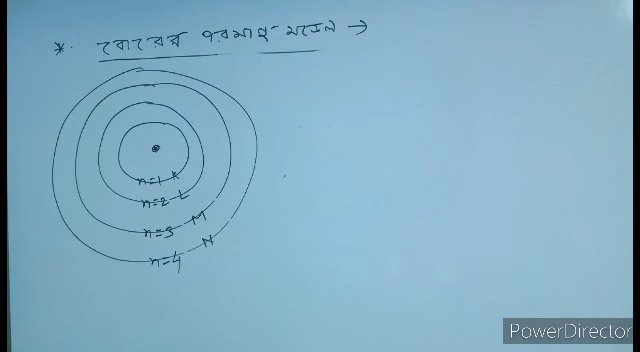 * বোরের পরমাণু মডেল →
n=1 K
n=2 L
n=3 M
n=4 N
PowerDirector